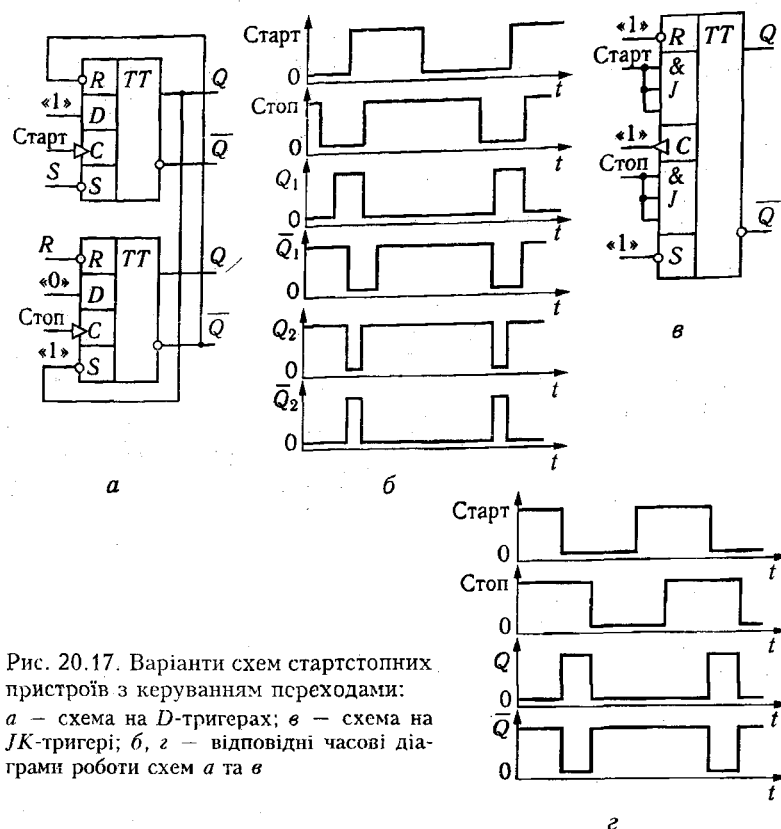 «1»
Старт
S
R TT
D
C
S
Q
Q̅
R
«0»
Стоп
«1»
R TT
D
C
S
Q
Q̅
а
Старт
0
t
Стоп
0
t
Q₁
0
t
Q̅₁
0
t
Q₂
0
t
Q̅₂
0
t
б
«1»
Старт
«1»
Стоп
«1»
R TT
&
J
C
&
J
S
Q
Q̅
в
Старт
0
t
Стоп
0
t
Q
0
t
Q̅
0
t
г
Рис. 20.17. Варіанти схем стартстопних
пристроїв з керуванням переходами:
а — схема на D-тригерах; в — схема на
JK-тригері; б, г — відповідні часові діа-
грами роботи схем а та в